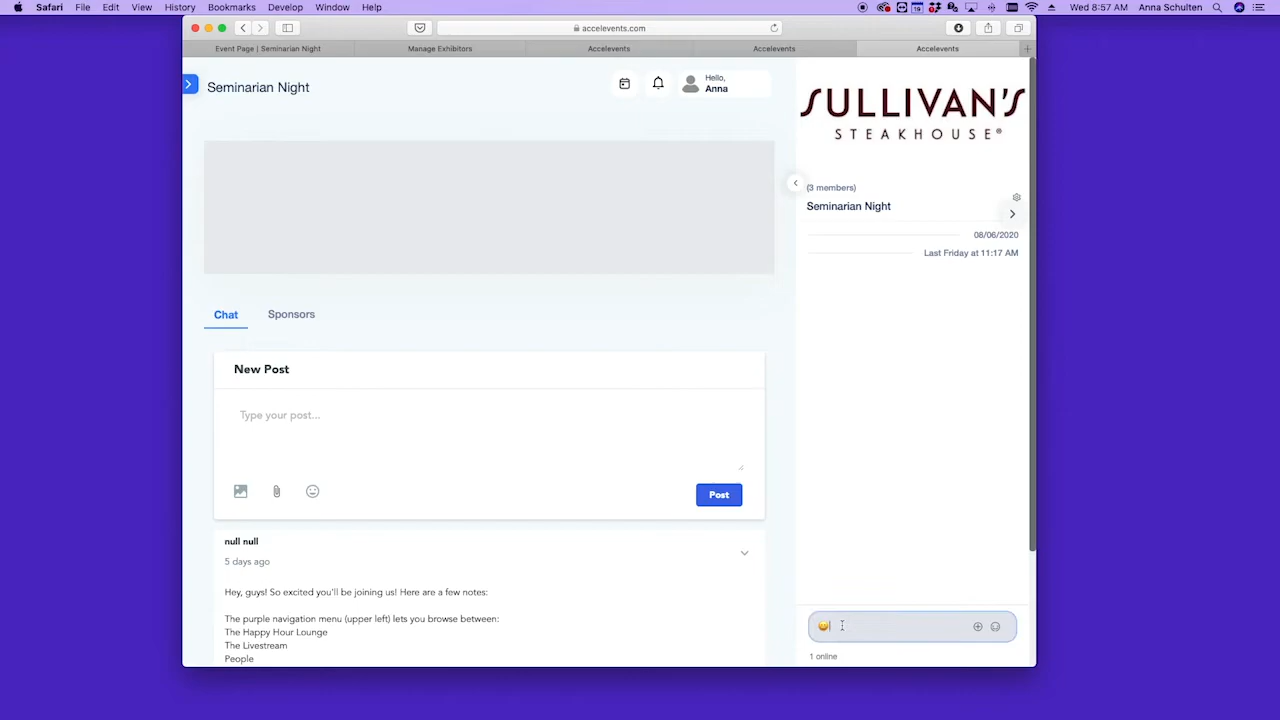 Safari File Edit View History Bookmarks Develop Window Help
19
Wed 8:57 AM Anna Schulten
accelevents.com
Event Page | Seminarian Night
Manage Exhibitors
Accelevents
Accelevents
Accelevents
Seminarian Night
Hello,
Anna
SULLIVAN'S
STEAKHOUSE®
(3 members)
Seminarian Night
08/06/2020
Last Friday at 11:17 AM
Chat
Sponsors
New Post
Type your post...
Post
null null
5 days ago
Hey, guys! So excited you'll be joining us! Here are a few notes:
The purple navigation menu (upper left) lets you browse between:
The Happy Hour Lounge
The Livestream
People
1 online